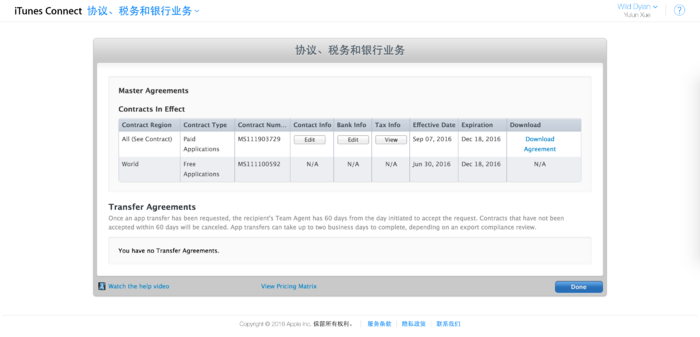 iTunes Connect 协议、税务和银行业务
Wild Dylan
Yulun Xue
?
协议、税务和银行业务
Master Agreements
Contracts In Effect
Contract Region Contract Type Contract Num... Contact Info Bank Info Tax Info Effective Date Expiration Download
All (See Contract) Paid Applications MS111903729 Edit Edit View Sep 07, 2016 Dec 18, 2016 Download Agreement
World Free Applications MS111100592 N/A N/A N/A Jun 30, 2016 Dec 18, 2016 N/A
Transfer Agreements
Once an app transfer has been requested, the recipient's Team Agent has 60 days from the day initiated to accept the request. Contracts that have not been
accepted within 60 days will be canceled. App transfers can take up to two business days to complete, depending on an export compliance review.
You have no Transfer Agreements.
Watch the help video View Pricing Matrix Done
Copyright © 2016 Apple Inc. 保留所有权利。 服务条款 隐私政策 联系我们